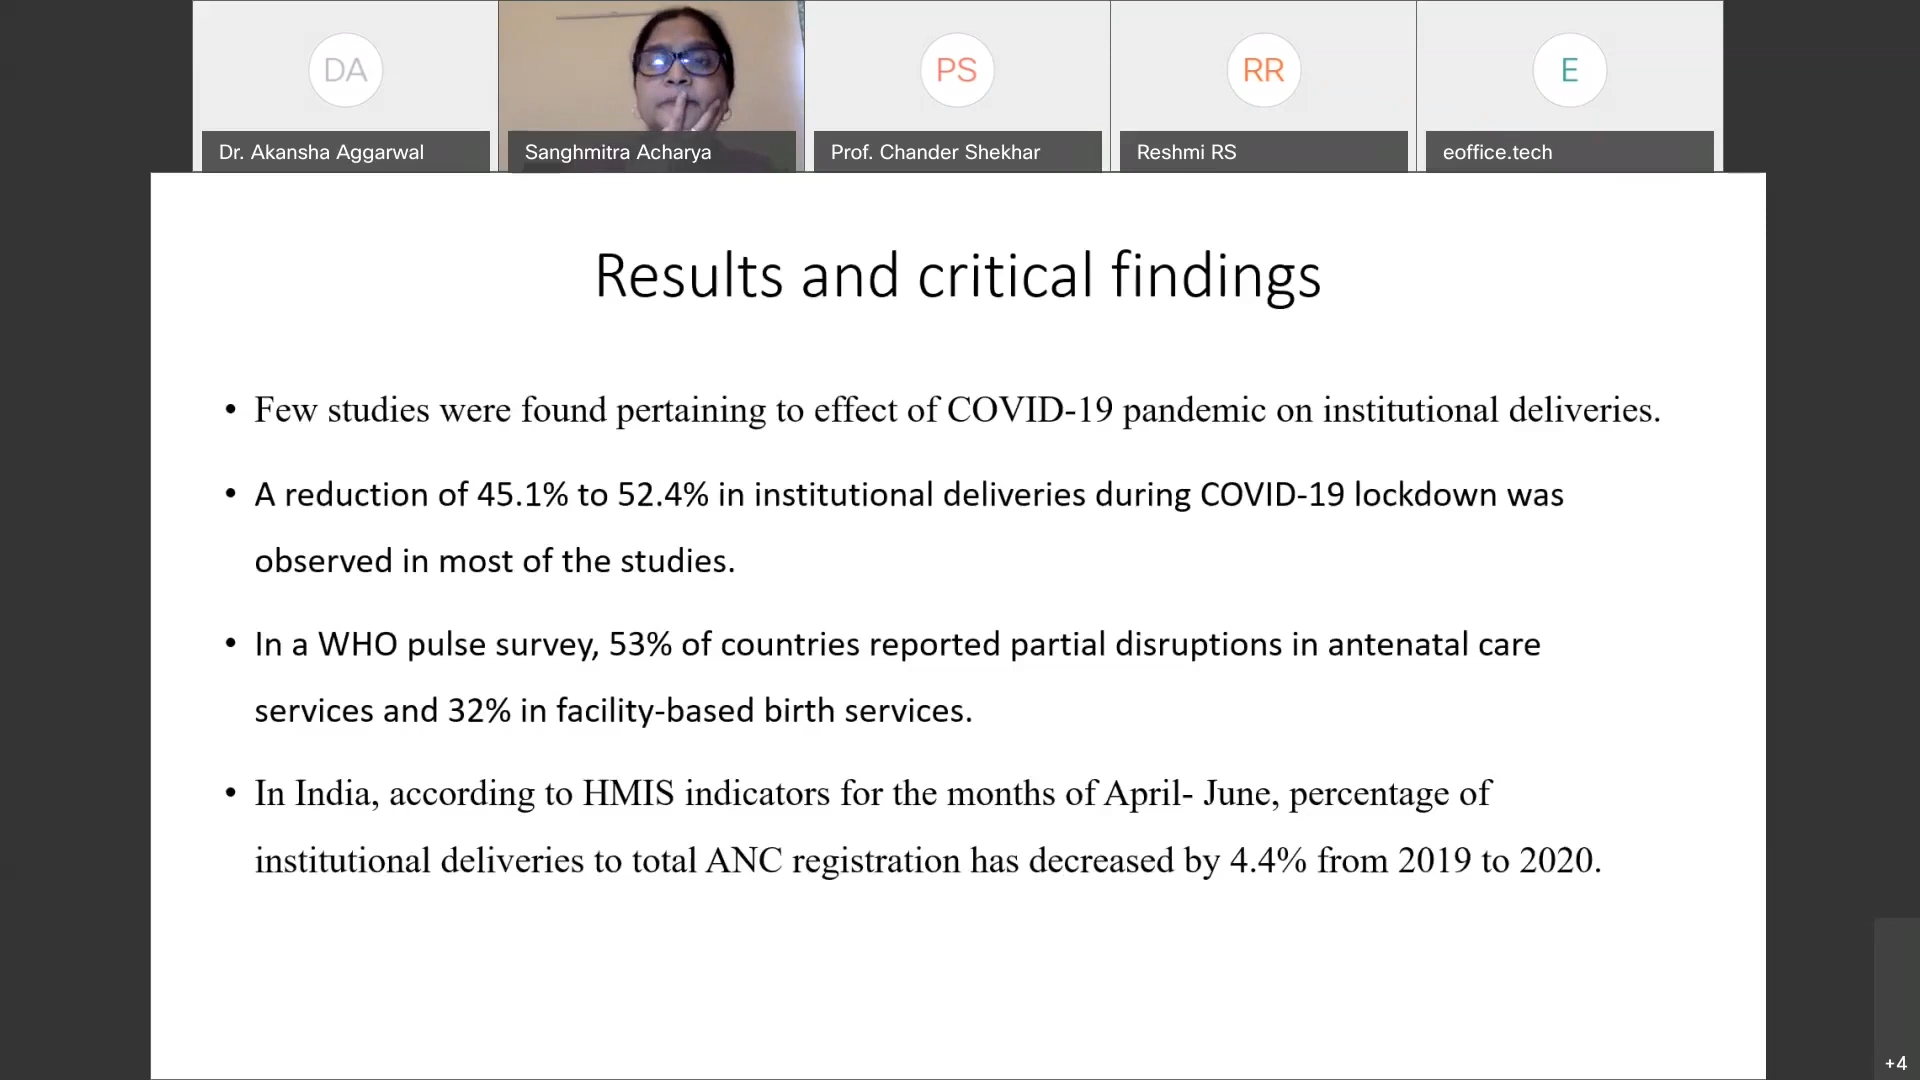 DA
PS
RR
E
Dr. Akansha Aggarwal
Sanghmitra Acharya
Prof. Chander Shekhar
Reshmi RS
eoffice.tech
Results and critical findings
• Few studies were found pertaining to effect of COVID-19 pandemic on institutional deliveries.
• A reduction of 45.1% to 52.4% in institutional deliveries during COVID-19 lockdown was
observed in most of the studies.
• In a WHO pulse survey, 53% of countries reported partial disruptions in antenatal care
services and 32% in facility-based birth services.
• In India, according to HMIS indicators for the months of April- June, percentage of
institutional deliveries to total ANC registration has decreased by 4.4% from 2019 to 2020.
+4